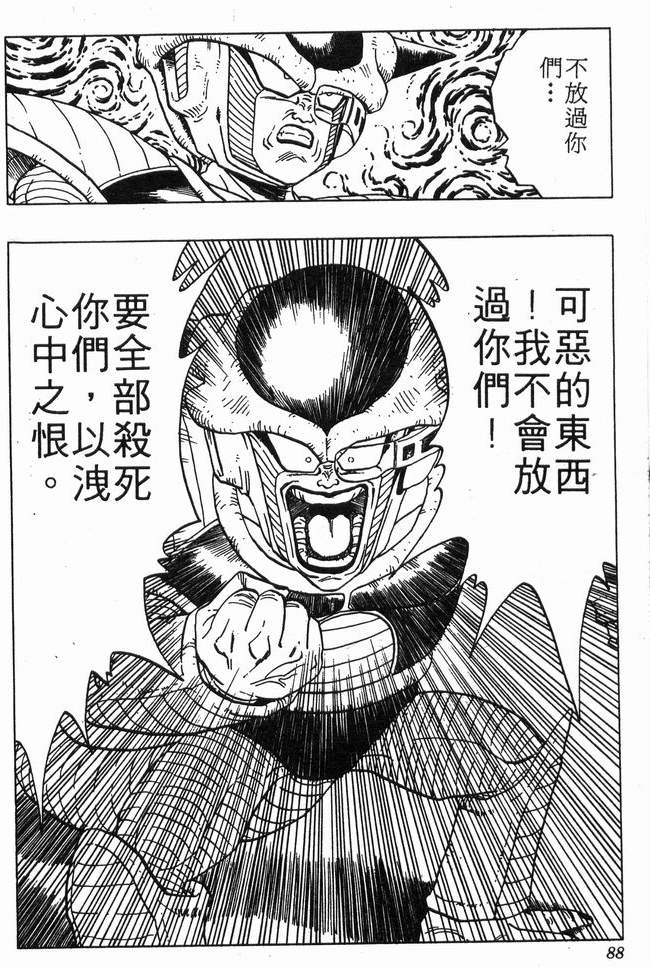 不放過你
們…
可惡的東西
！我不會放
過你們！
要全部殺死
你們，以洩
心中之恨。
88